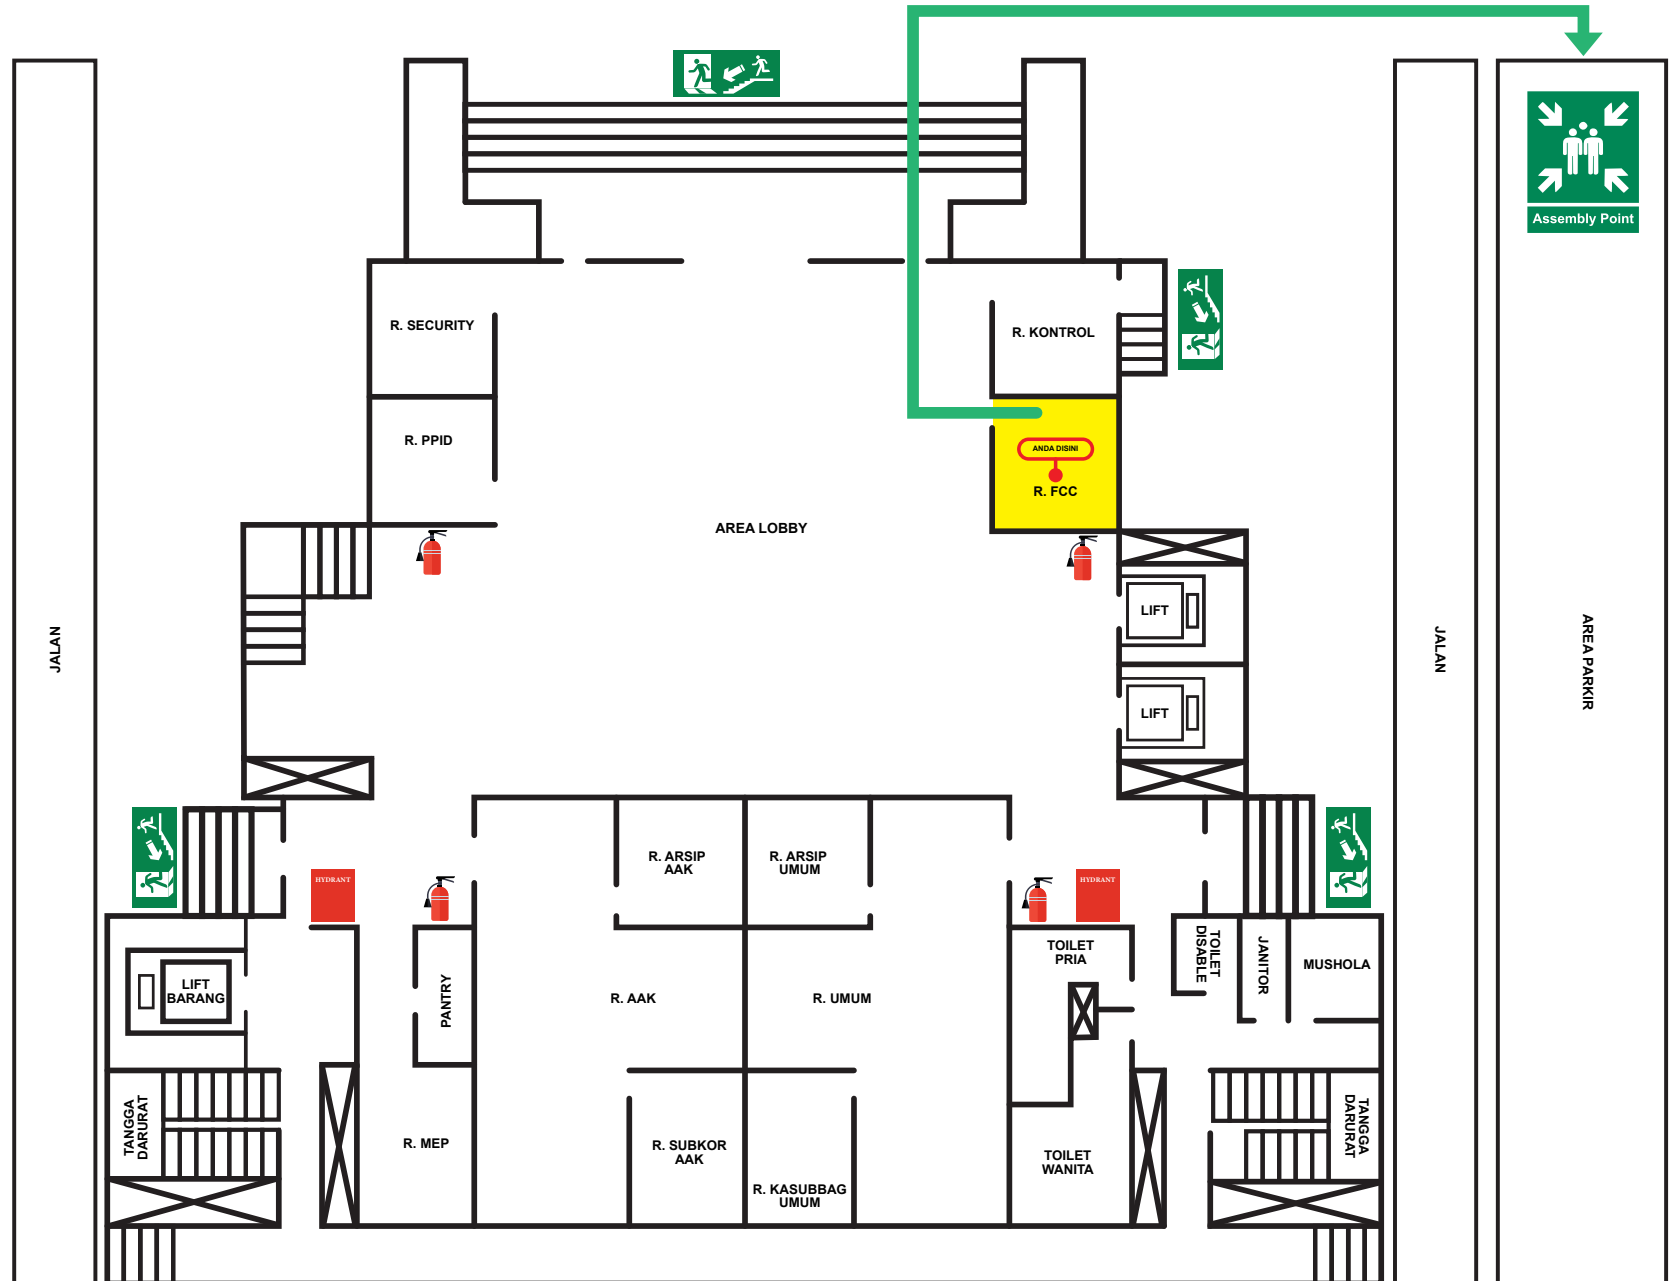 Assembly Point
R. SECURITY
R. KONTROL
R. PPID
ANDA DISINI
R. FCC
AREA LOBBY
LIFT
LIFT
JALAN
JALAN
AREA PARKIR
R. ARSIP
AAK
R. ARSIP
UMUM
HYDRANT
HYDRANT
TOILET
PRIA
TOILET
DISABLE
JANITOR
MUSHOLA
LIFT
BARANG
PANTRY
R. AAK
R. UMUM
TANGGA
DARURAT
R. MEP
R. SUBKOR
AAK
R. KASUBBAG
UMUM
TOILET
WANITA
TANGGA
DARURAT